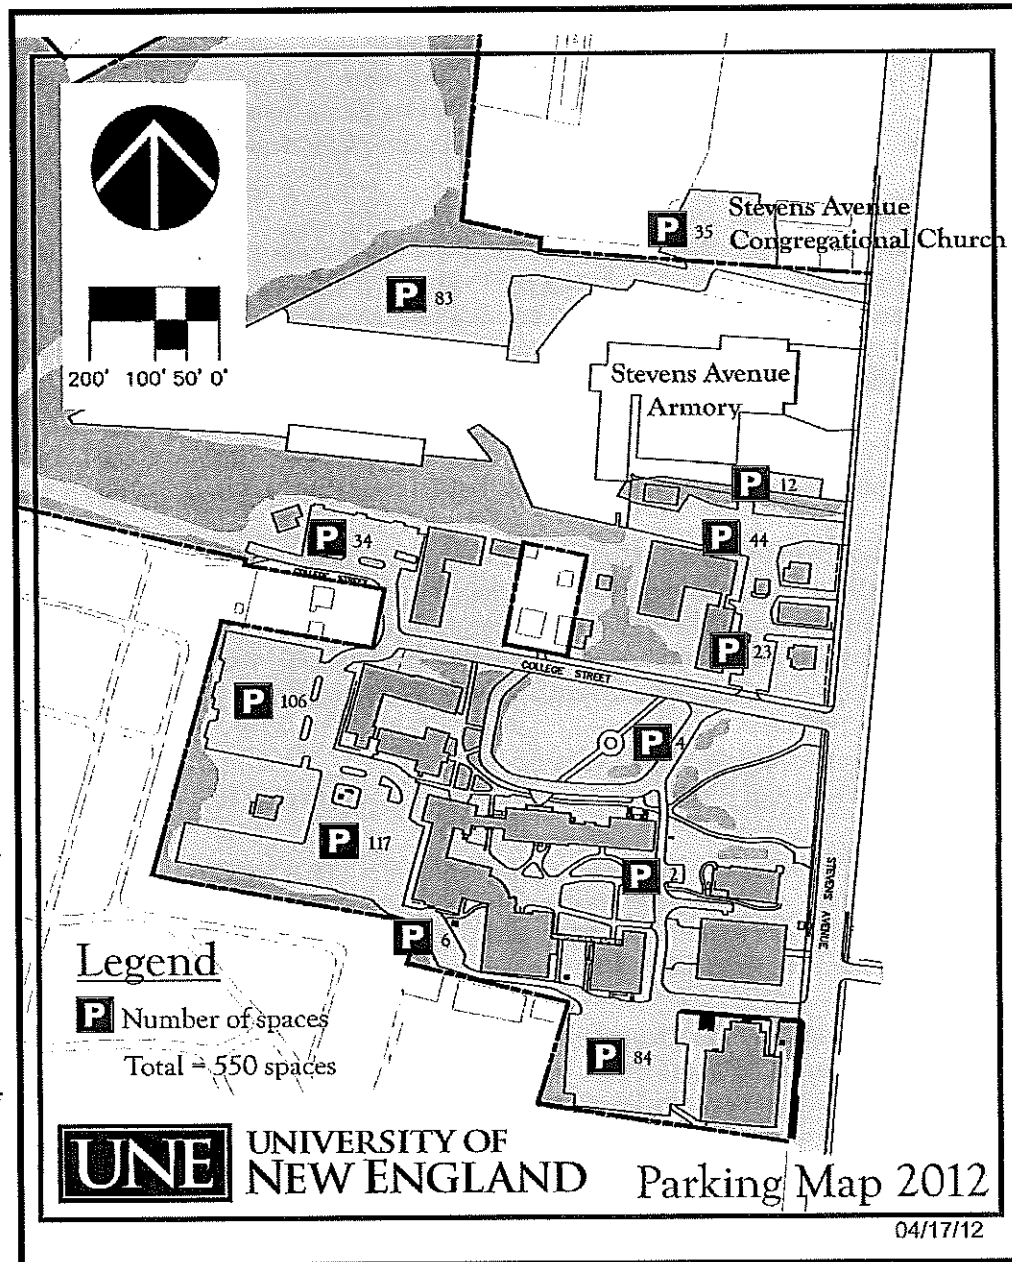 Stevens Avenue
P 35
Congregational Church
P 83
200' 100' 50' 0'
Stevens Avenue
Armory
P 12
P 34
P 44
COLLEGE STREET
P 23
COLLEGE STREET
P 106
P 4
P 117
P 2
STEVENS AVENUE
P 6
Legend
P Number of spaces
Total = 550 spaces
P 84
UNE UNIVERSITY OF
NEW ENGLAND
Parking Map 2012
04/17/12